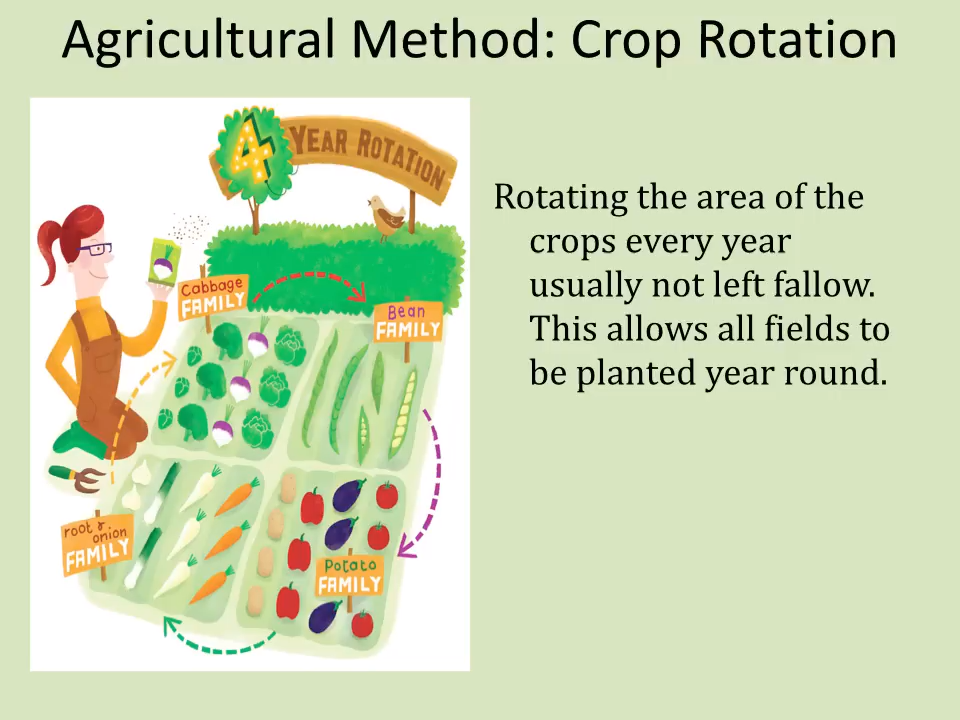 Agricultural Method: Crop Rotation
4 YEAR ROTATION
Cabbage
FAMILY
Bean
FAMILY
root &
onion
FAMILY
Potato
FAMILY
Rotating the area of the
crops every year
usually not left fallow.
This allows all fields to
be planted year round.